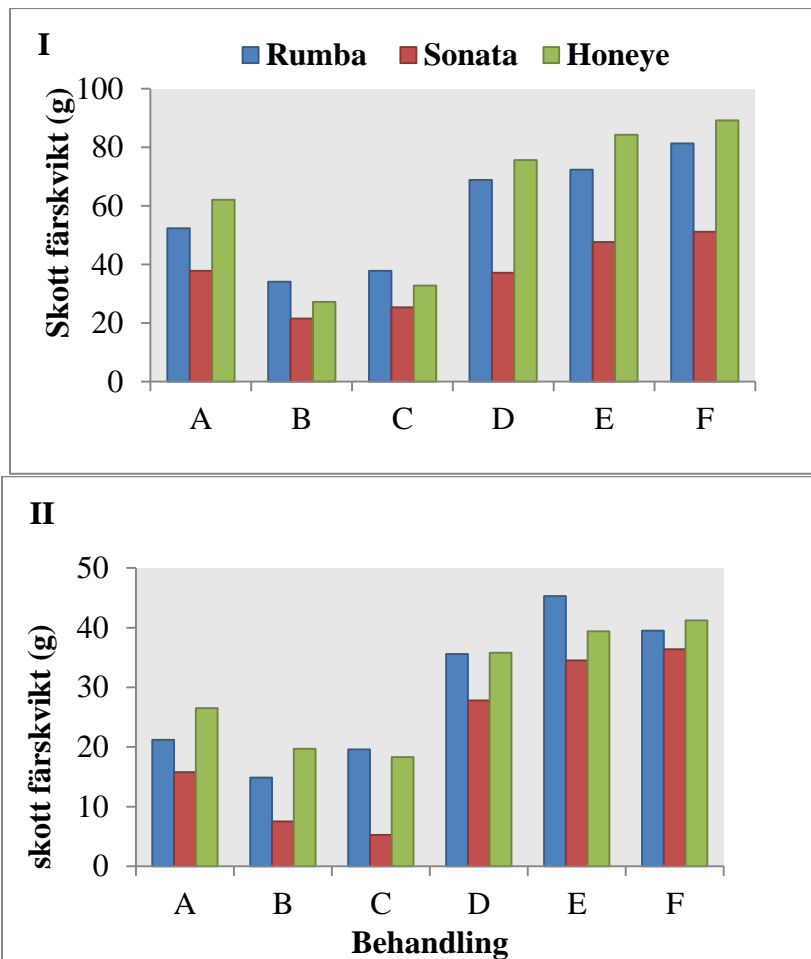 I
Rumba Sonata Honeye
Skott färskvikt (g)
100
80
60
40
20
0
A B C D E F
II
skott färskvikt (g)
50
40
30
20
10
0
A B C D E F
Behandling